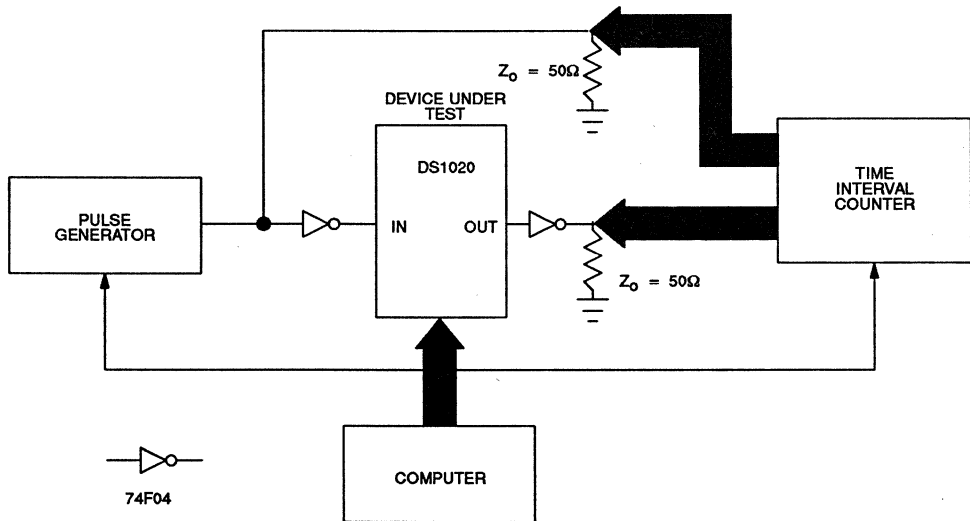 Z₀ = 50Ω
DEVICE UNDER
TEST
DS1020
TIME
INTERVAL
COUNTER
PULSE
GENERATOR
IN
OUT
Z₀ = 50Ω
COMPUTER
74F04